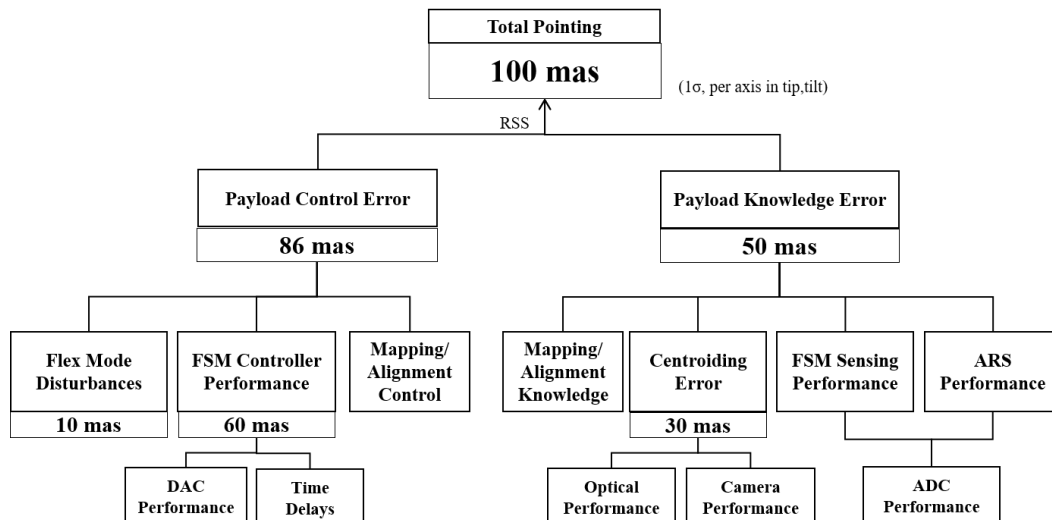 Total Pointing
100 mas
(1σ, per axis in tip,tilt)
RSS
Payload Control Error
86 mas
Payload Knowledge Error
50 mas
Flex Mode
Disturbances
10 mas
FSM Controller
Performance
60 mas
Mapping/
Alignment
Control
Mapping/
Alignment
Knowledge
Centroiding
Error
30 mas
FSM Sensing
Performance
ARS
Performance
DAC
Performance
Time
Delays
Optical
Performance
Camera
Performance
ADC
Performance